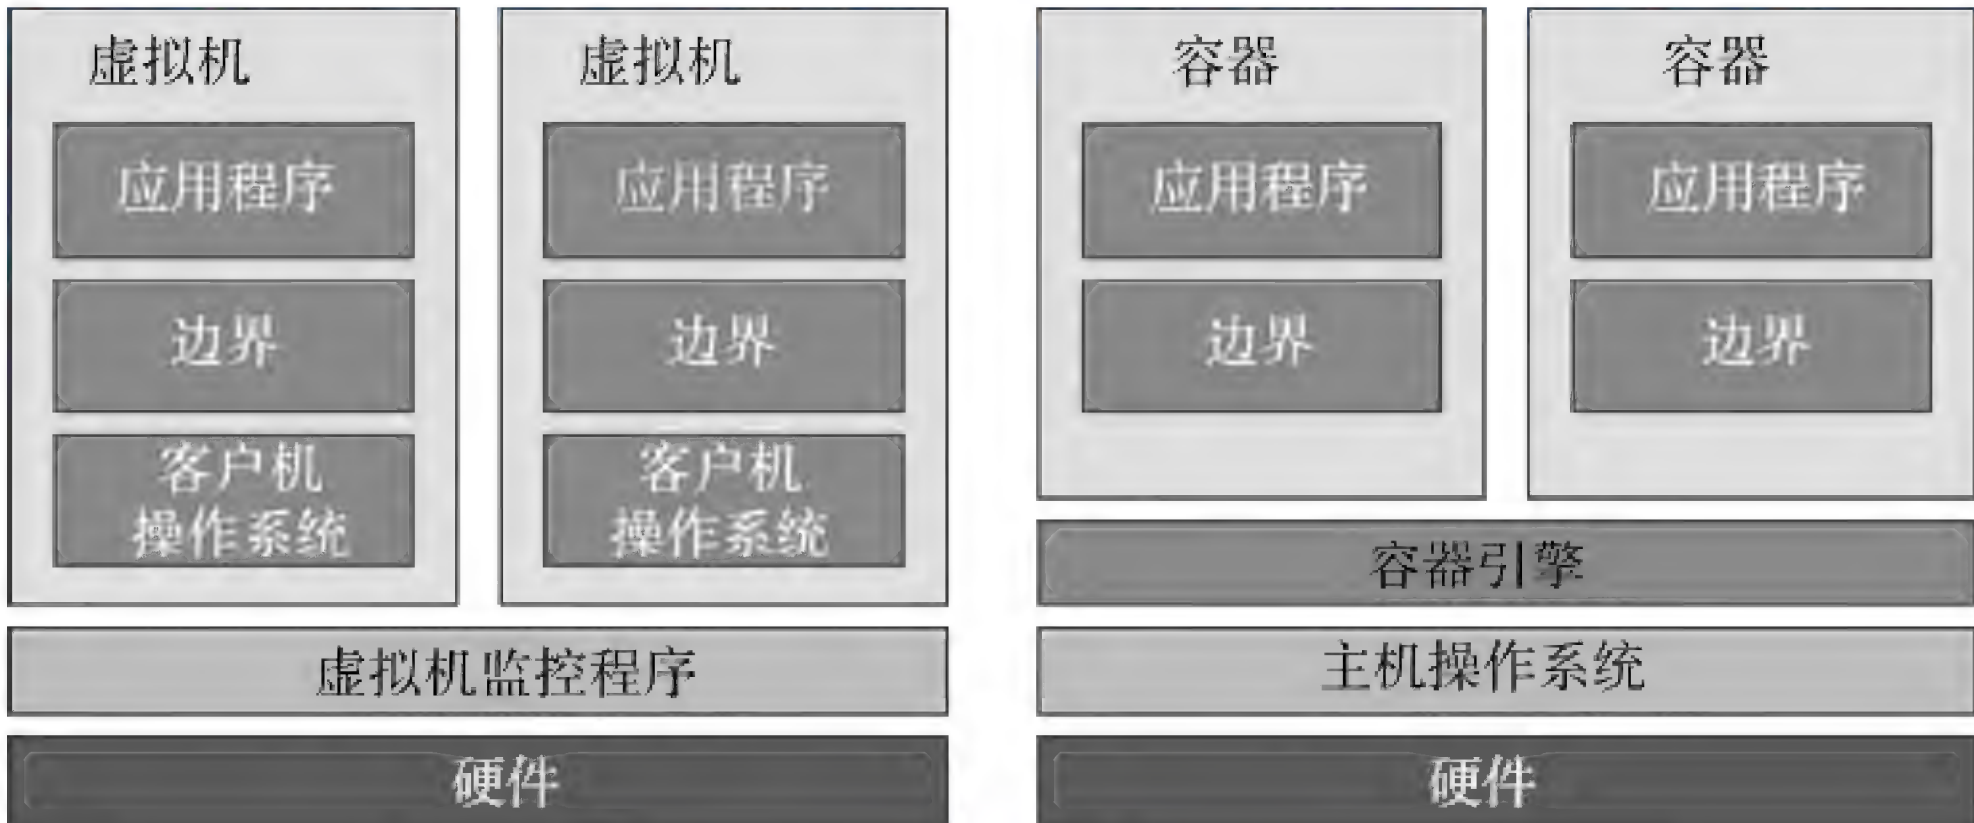 虚拟机
应用程序
边界
客户机
操作系统
虚拟机
应用程序
边界
客户机
操作系统
虚拟机监控程序
硬件
容器
应用程序
边界
容器
应用程序
边界
容器引擎
主机操作系统
硬件